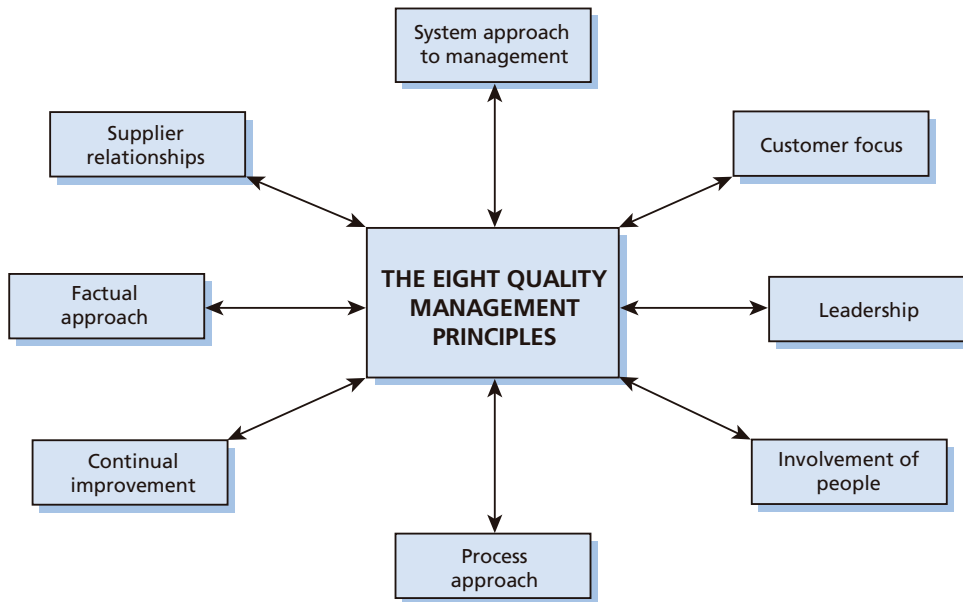 System approach
to management
Supplier
relationships
Customer focus
THE EIGHT QUALITY
MANAGEMENT
PRINCIPLES
Factual
approach
Leadership
Continual
improvement
Involvement of
people
Process
approach